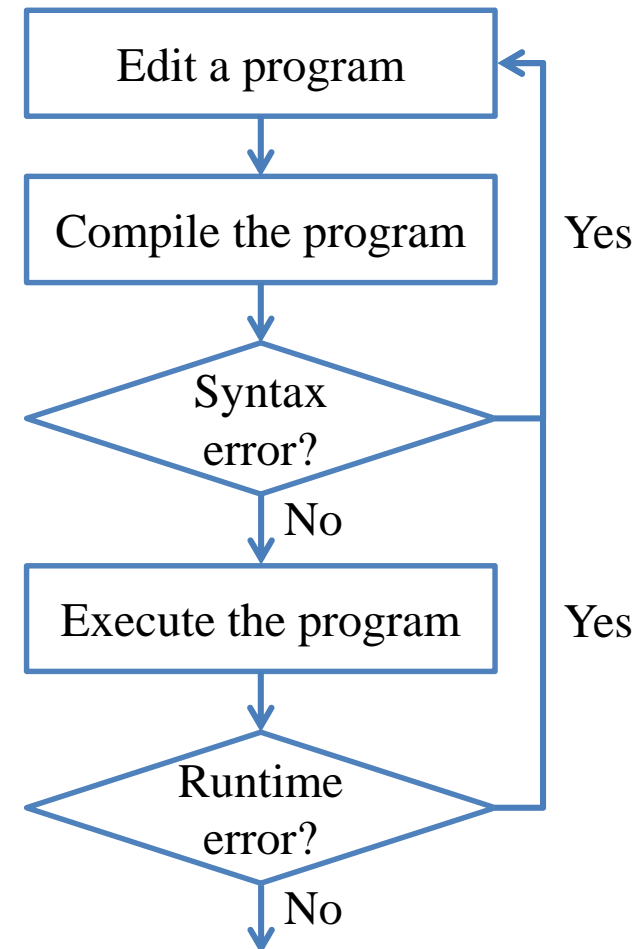 Edit a program
Compile the program
Yes
Syntax
error?
No
Execute the program
Yes
Runtime
error?
No